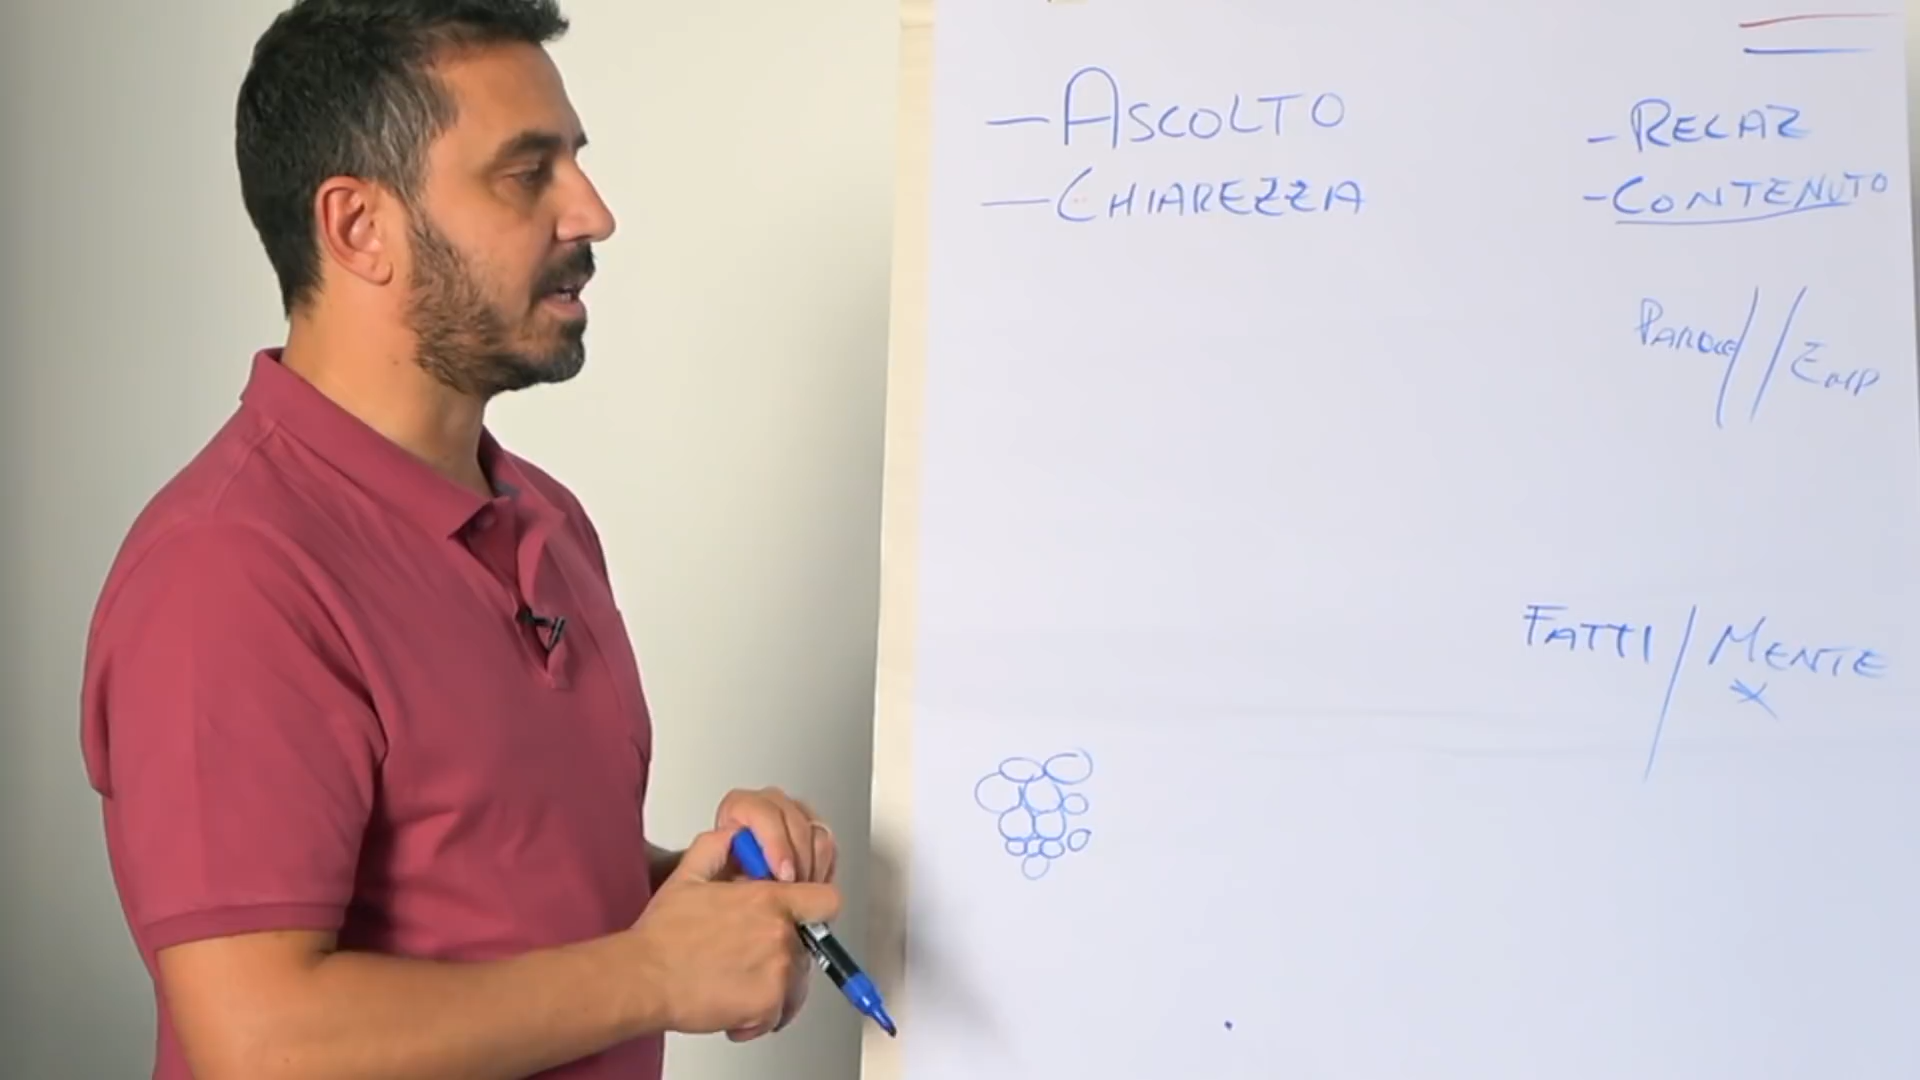 — ASCOLTO
— CHIAREZZA
- RELAZ
- CONTENUTO
PAROLE // EMP
FATTI / MENTE